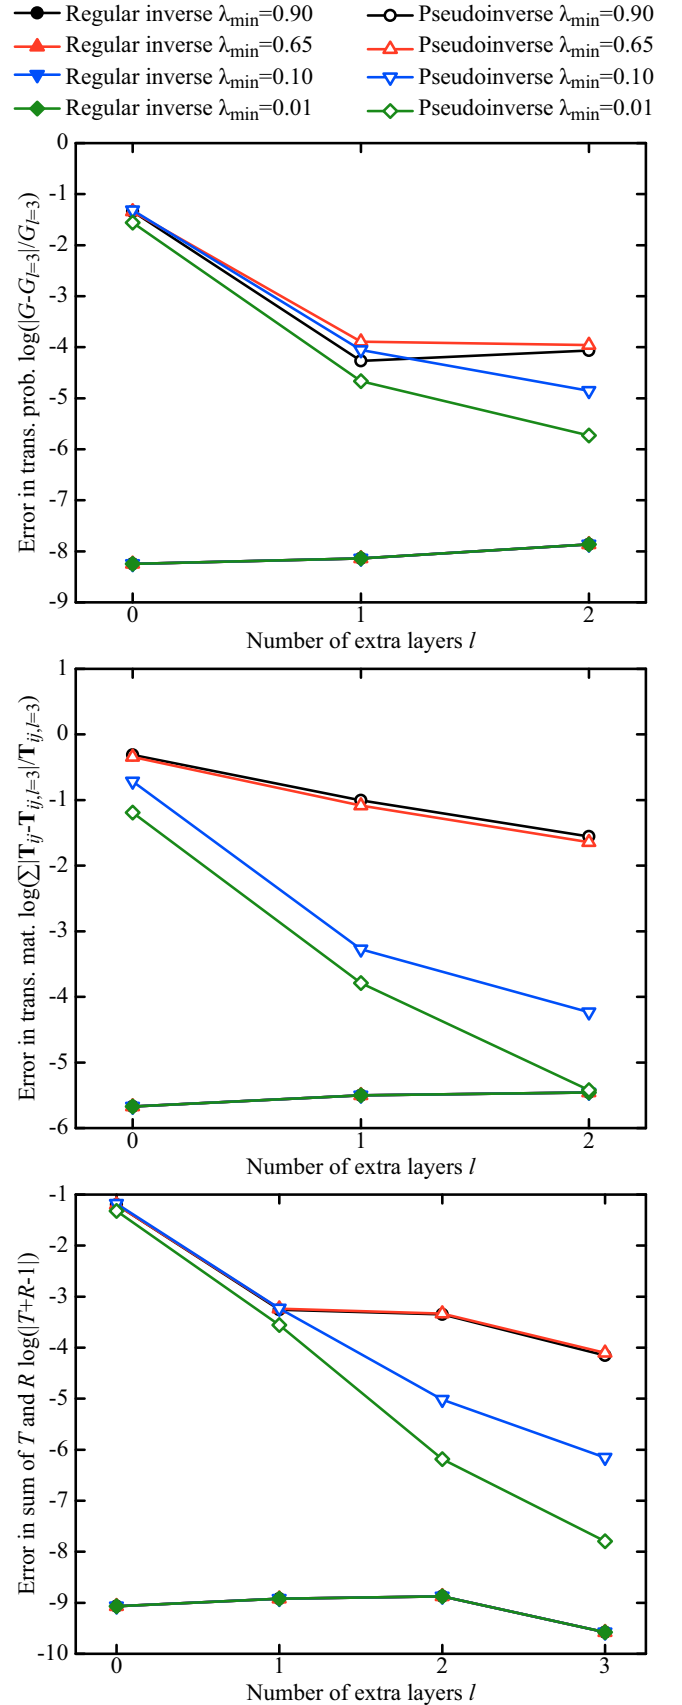 Regular inverse λmin=0.90 Pseudoinverse λmin=0.90
Regular inverse λmin=0.65 Pseudoinverse λmin=0.65
Regular inverse λmin=0.10 Pseudoinverse λmin=0.10
Regular inverse λmin=0.01 Pseudoinverse λmin=0.01
Error in trans. prob. log(|G-Gl=3|/Gl=3)
-0
-1
-2
-3
-4
-5
-6
-7
-8
-9
0 1 2
Number of extra layers l
Error in trans. mat. log(∑|Tij-Tij,l=3|/Tij,l=3)
1
0
-1
-2
-3
-4
-5
-6
0 1 2
Number of extra layers l
Error in sum of T and R log(|T+R-1|)
-1
-2
-3
-4
-5
-6
-7
-8
-9
-10
0 1 2 3
Number of extra layers l